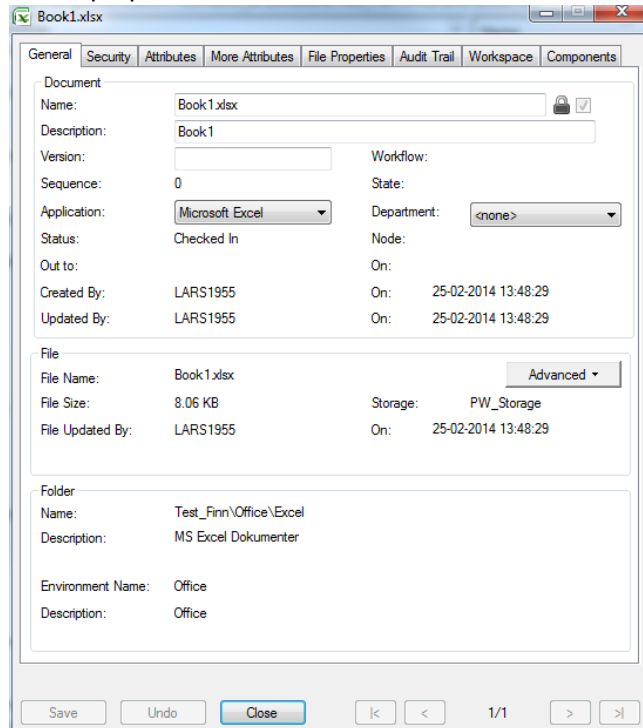 Book1.xlsx
General Security Attributes More Attributes File Properties Audit Trail Workspace Components
Document
Name: Book1.xlsx
Description: Book1
Version: Workflow:
Sequence: 0 State:
Application: Microsoft Excel Department: <none>
Status: Checked In Node:
Out to: On:
Created By: LARS1955 On: 25-02-2014 13:48:29
Updated By: LARS1955 On: 25-02-2014 13:48:29
File
File Name: Book1.xlsx Advanced
File Size: 8.06 KB Storage: PW_Storage
File Updated By: LARS1955 On: 25-02-2014 13:48:29
Folder
Name: Test_Finn\Office\Excel
Description: MS Excel Dokumenter
Environment Name: Office
Description: Office
Save Undo Close |< < 1/1 > >|